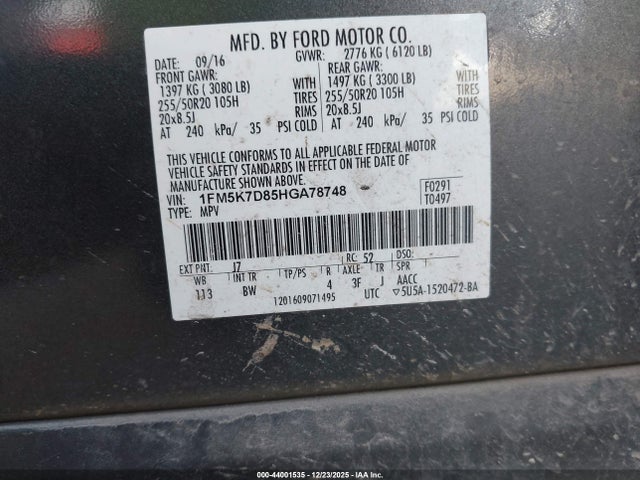 MFD. BY FORD MOTOR CO.
DATE: 09/16 GVWR: 2776 KG ( 6120 LB)
FRONT GAWR: REAR GAWR:
1397 KG ( 3080 LB) WITH 1497 KG ( 3300 LB) WITH
255/50R20 105H TIRES 255/50R20 105H TIRES
20x8.5J RIMS 20x8.5J RIMS
AT 240 kPa/ 35 PSI COLD AT 240 kPa/ 35 PSI COLD
THIS VEHICLE CONFORMS TO ALL APPLICABLE FEDERAL MOTOR
VEHICLE SAFETY STANDARDS IN EFFECT ON THE DATE OF
MANUFACTURE SHOWN ABOVE.
VIN: 1FM5K7D85HGA78748 F0291
TYPE: MPV T0497
EXT PNT: J7 RC: 52 DSO:
WB INT TR TP/PS R AXLE TR SPR
113 BW 4 3F J AACC
1201609071495 UTC ▽5U5A-1520472-BA
00-44001535 - 12/23/2025 - IAA Inc.